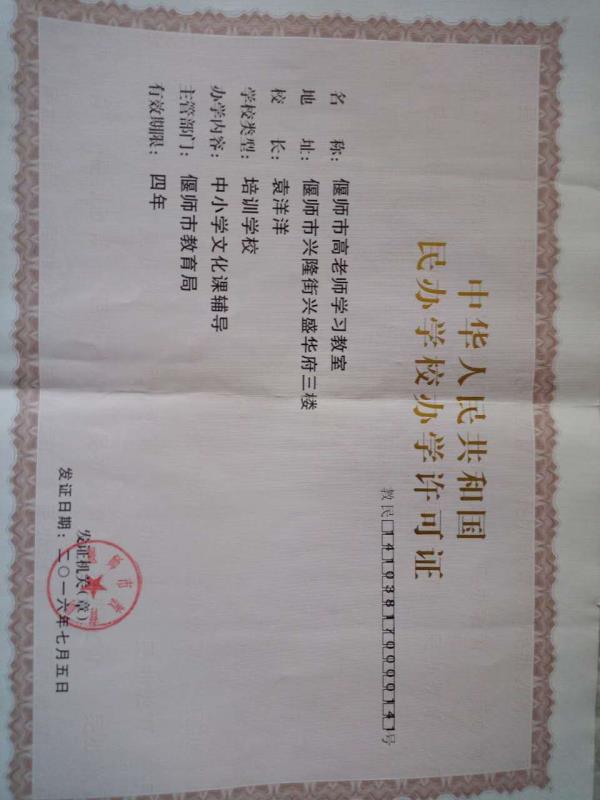 中华人民共和国
民办学校办学许可证
教民141038170000141号
名称：偃师市高老师学习教室
地址：偃师市兴隆街兴盛华府三楼
校长：袁洋洋
学校类型：培训学校
办学内容：中小学文化课辅导
主管部门：偃师市教育局
有效期限：四年
发证机关（章）：
发证日期：二〇一六年七月五日